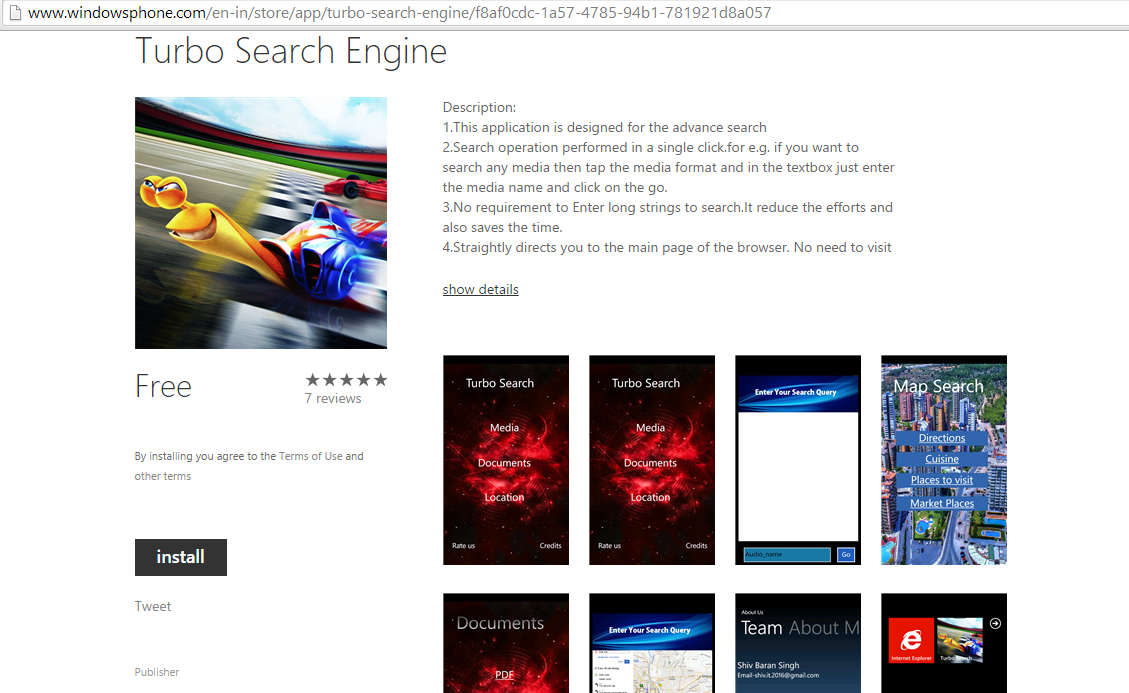 www.windowsphone.com/en-in/store/app/turbo-search-engine/f8af0cdc-1a57-4785-94b1-781921d8a057
Turbo Search Engine
Description:
1.This application is designed for the advance search
2.Search operation performed in a single click.for e.g. if you want to
search any media then tap the media format and in the textbox just enter
the media name and click on the go.
3.No requirement to Enter long strings to search.It reduce the efforts and
also saves the time.
4.Straightly directs you to the main page of the browser. No need to visit
show details
Free
7 reviews
By installing you agree to the Terms of Use and
other terms
install
Tweet
Publisher
Turbo Search
Media
Documents
Location
Rate us Credits
Turbo Search
Media
Documents
Location
Rate us Credits
Enter Your Search Query
Audio_name Go
Map Search
Directions
Cuisine
Places to visit
Market Places
Documents
PDF
Enter Your Search Query
About Us
Team About M
Shiv Baran Singh
Email-shiv.it.2016@gmail.com
Internet Explorer Turbo Search